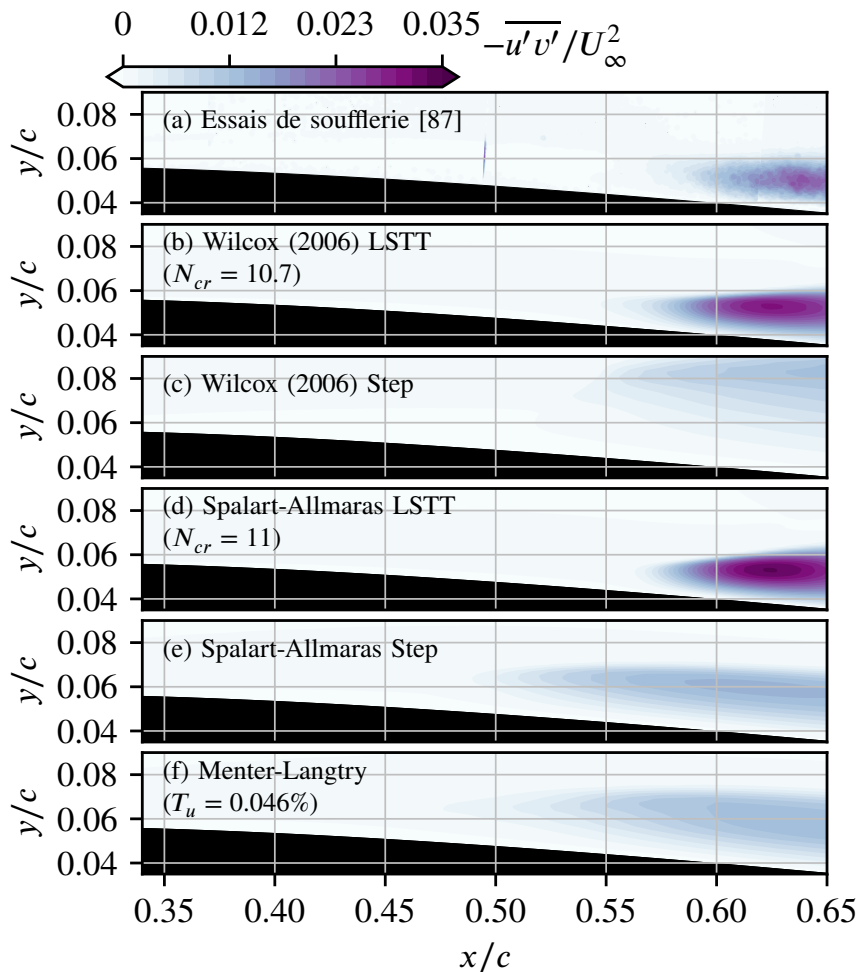 0 0.012 0.023 0.035 −u′v′/U∞²
(a) Essais de soufflerie [87]
y/c
0.08
0.06
0.04
(b) Wilcox (2006) LSTT
(Ncr = 10.7)
y/c
0.08
0.06
0.04
(c) Wilcox (2006) Step
y/c
0.08
0.06
0.04
(d) Spalart-Allmaras LSTT
(Ncr = 11)
y/c
0.08
0.06
0.04
(e) Spalart-Allmaras Step
y/c
0.08
0.06
0.04
(f) Menter-Langtry
(Tu = 0.046%)
y/c
0.08
0.06
0.04
0.35 0.40 0.45 0.50 0.55 0.60 0.65
x/c